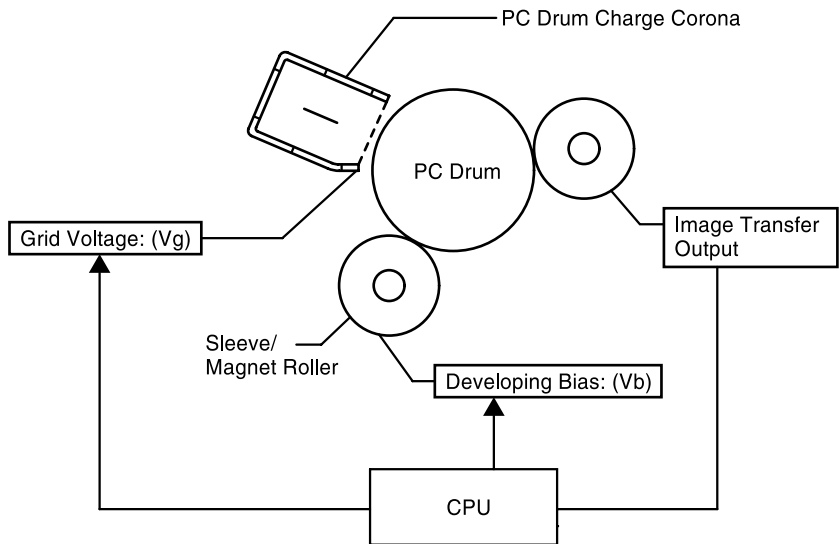 PC Drum Charge Corona
PC Drum
Grid Voltage: (Vg)
Image Transfer
Output
Sleeve/
Magnet Roller
Developing Bias: (Vb)
CPU